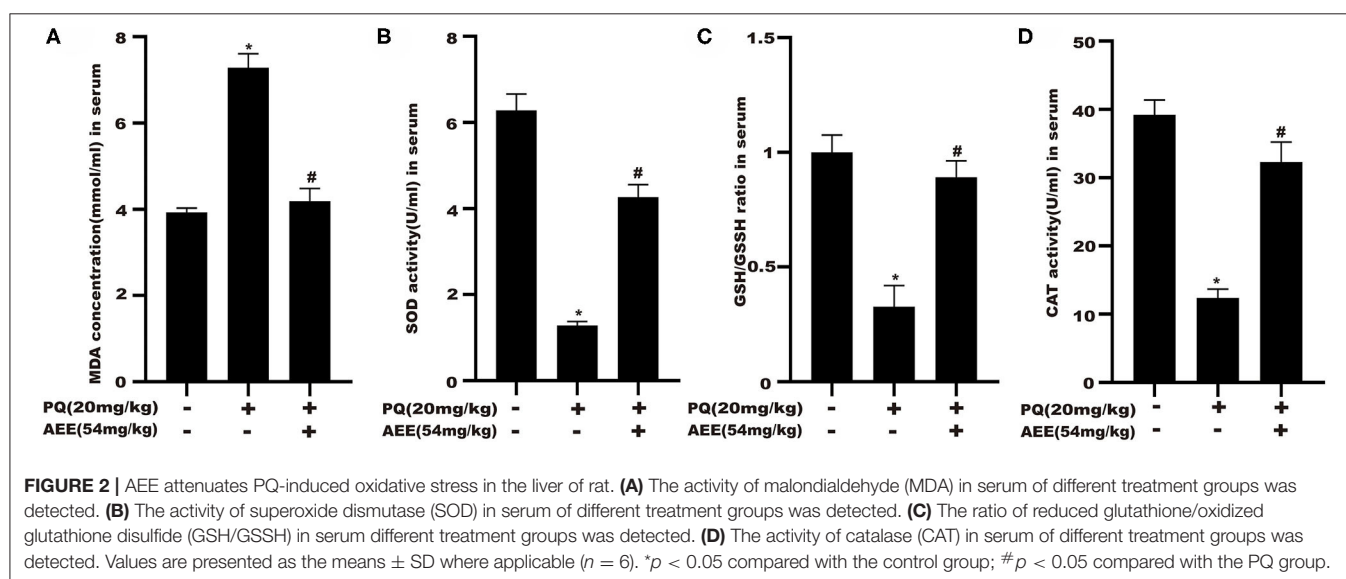 A
B
C
D
MDA concentration(mmol/ml) in serum
8
6
4
2
0
*
#
PQ(20mg/kg) - + +
AEE(54mg/kg) - - +
SOD activity(U/ml) in serum
8
6
4
2
0
*
#
PQ(20mg/kg) - + +
AEE(54mg/kg) - - +
GSH/GSSH ratio in serum
1.5
1
0.5
0
*
#
PQ(20mg/kg) - + +
AEE(54mg/kg) - - +
CAT activity(U/ml) in serum
50
40
30
20
10
0
*
#
PQ(20mg/kg) - + +
AEE(54mg/kg) - - +
FIGURE 2 | AEE attenuates PQ-induced oxidative stress in the liver of rat. (A) The activity of malondialdehyde (MDA) in serum of different treatment groups was
detected. (B) The activity of superoxide dismutase (SOD) in serum of different treatment groups was detected. (C) The ratio of reduced glutathione/oxidized
glutathione disulfide (GSH/GSSH) in serum different treatment groups was detected. (D) The activity of catalase (CAT) in serum of different treatment groups was
detected. Values are presented as the means ± SD where applicable (n = 6). *p < 0.05 compared with the control group; #p < 0.05 compared with the PQ group.